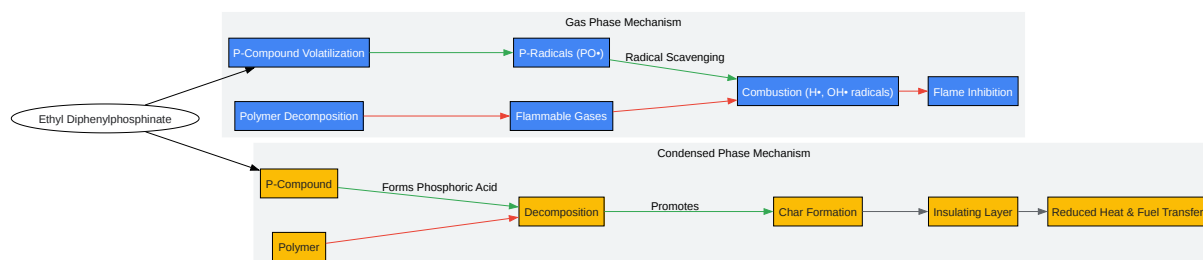 Gas Phase Mechanism
P-Compound Volatilization
P-Radicals (PO•)
Radical Scavenging
Combustion (H•, OH• radicals)
Flame Inhibition
Polymer Decomposition
Flammable Gases
Ethyl Diphenylphosphinate
Condensed Phase Mechanism
P-Compound
Forms Phosphoric Acid
Decomposition
Promotes
Char Formation
Insulating Layer
Reduced Heat & Fuel Transfer
Polymer